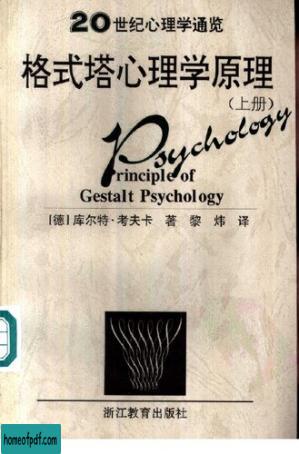 20世纪心理学通览
格式塔心理学原理
（上册）
Psychology
Principle of
Gestalt Psychology
［德］库尔特·考夫卡 著 黎 炜 译
浙江教育出版社
homeofpdf.com